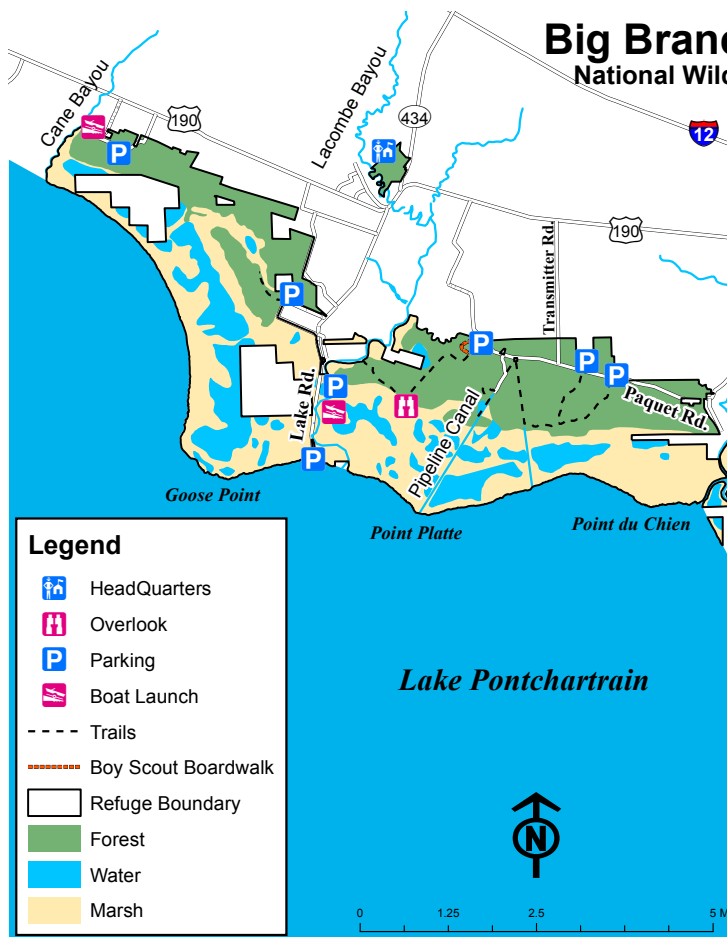 Big Branc
National Wild
Cane Bayou
190
Lacombe Bayou
434
12
190
P
Transmitter Rd.
P
P
P
P
P
Lake Rd.
Paquet Rd.
Pipeline Canal
P
Goose Point
Point Platte
Point du Chien
Legend
HeadQuarters
Overlook
P Parking
Boat Launch
Trails
Boy Scout Boardwalk
Refuge Boundary
Forest
Water
Marsh
Lake Pontchartrain
N
0 1.25 2.5 5 M